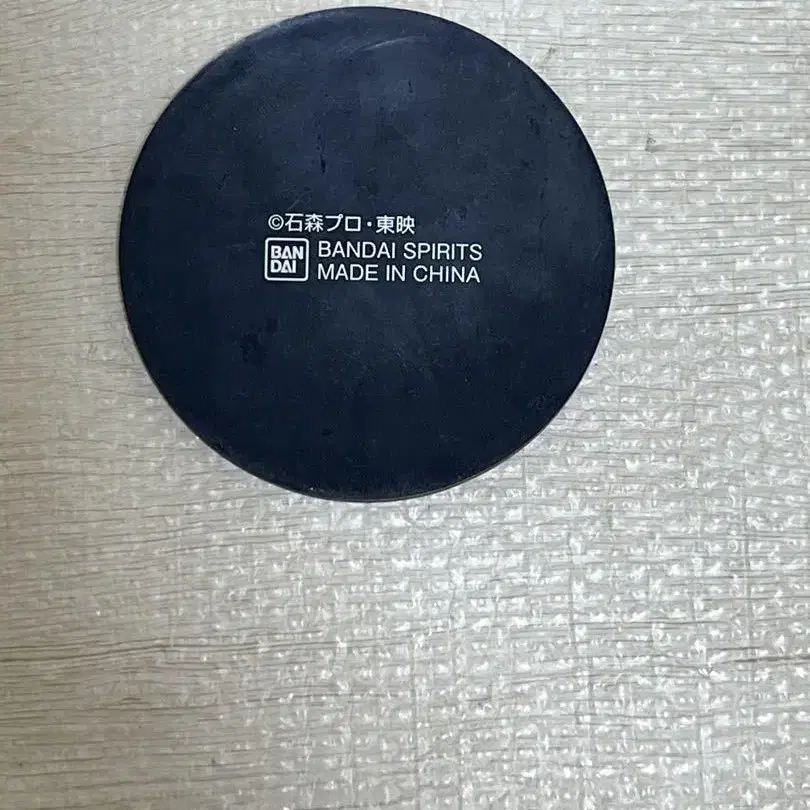 ©石森プロ・東映
BAN
DAI
BANDAI SPIRITS
MADE IN CHINA